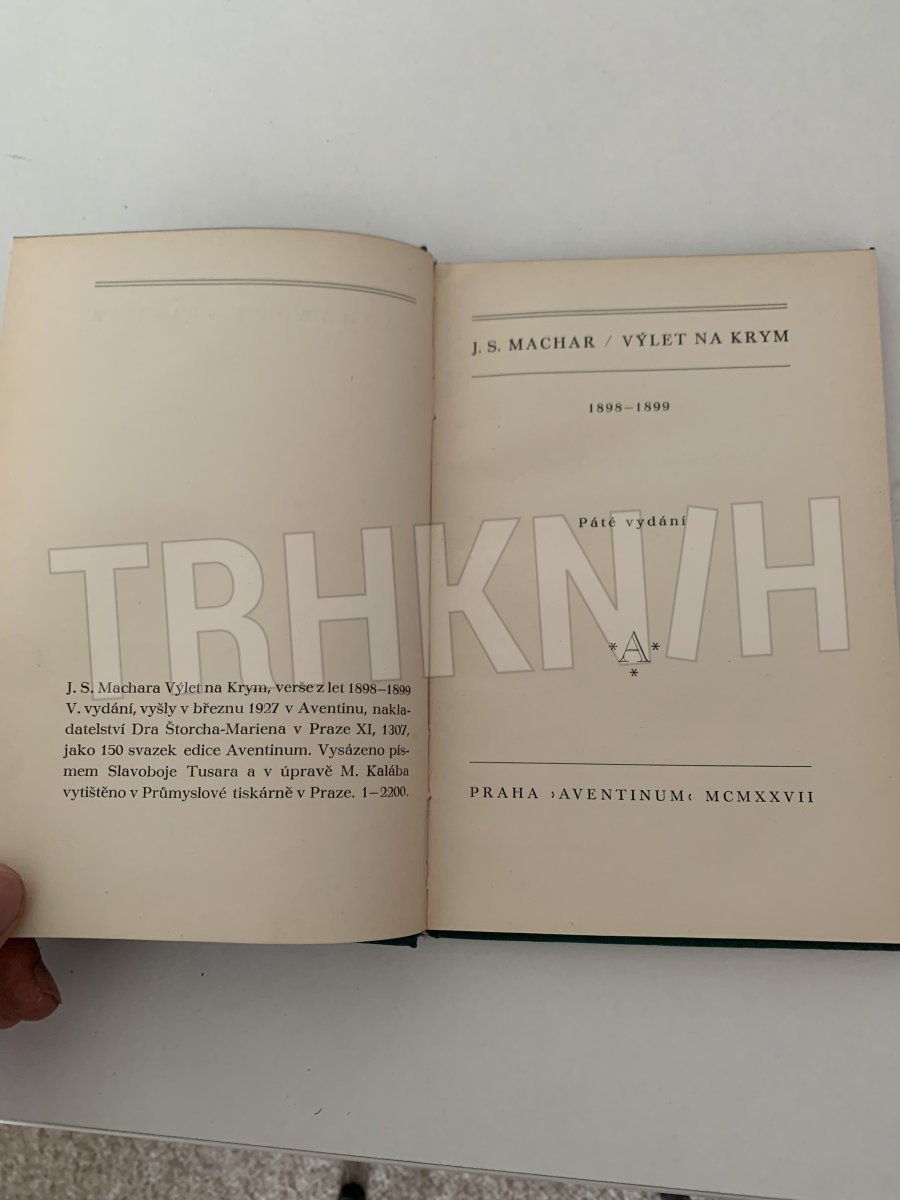 J. S. Machara Výlet na Krym, verše z let 1898–1899
V. vydání, vyšly v březnu 1927 v Aventinu, nakla-
datelství Dra Štorcha-Mariena v Praze XI, 1307,
jako 150 svazek edice Aventinum. Vysázeno pís-
mem Slavoboje Tusara a v úpravě M. Kalába
vytištěno v Průmyslové tiskárně v Praze. 1–2200.
J. S. MACHAR / VÝLET NA KRYM
1898–1899
Páté vydání
*A*
*
PRAHA ›AVENTINUM‹ MCMXXVII
TRHKN/H